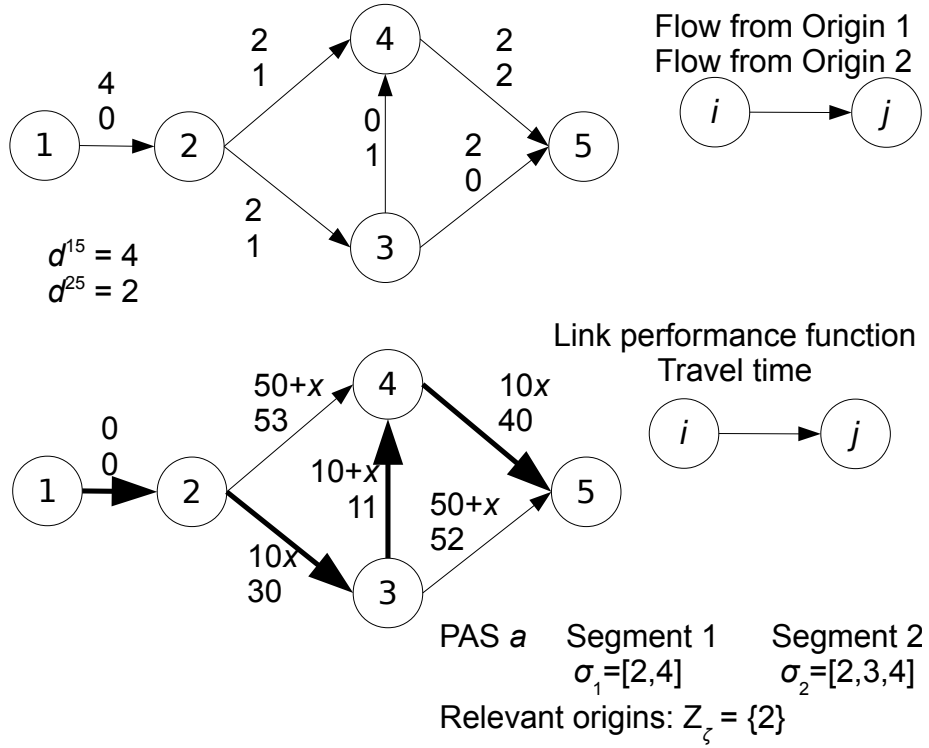 Flow from Origin 1
Flow from Origin 2
i
j
4
2
1
2
2
4
0
1
2
0
1
2
0
5
2
1
3
d¹⁵ = 4
d²⁵ = 2
Link performance function
Travel time
i
j
4
50+x
53
10x
40
0
0
1
2
10+x
11
50+x
52
5
10x
30
3
PAS a Segment 1 Segment 2
σ₁=[2,4] σ₂=[2,3,4]
Relevant origins: Z_ζ = {2}